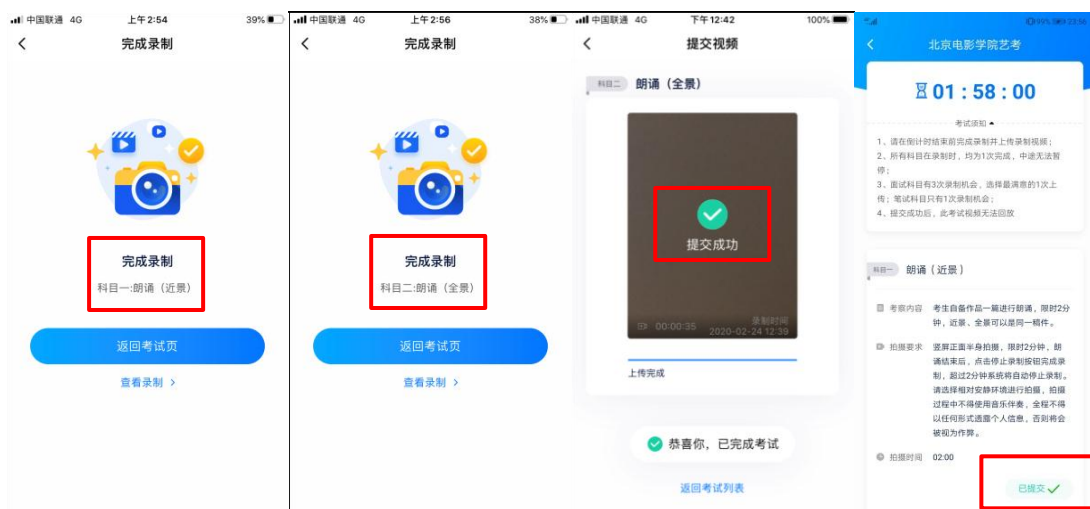 中国联通 4G 上午2:54 39%
完成录制
完成录制
科目一:朗诵（近景）
返回考试页
查看录制 >
中国联通 4G 上午2:56 38%
完成录制
完成录制
科目二:朗诵（全景）
返回考试页
查看录制 >
中国联通 4G 下午12:42 100%
提交视频
科目二 朗诵（全景）
提交成功
录制时间
00:00:35 2020-02-24 12:39
上传完成
恭喜你，已完成考试
返回考试列表
北京电影学院艺考
01 : 58 : 00
考试须知
1、请在倒计时结束前完成录制并上传录制视频；
2、所有科目在录制时，均为1次完成，中途无法暂
停；
3、面试科目有3次录制机会，选择最满意的1次上
传；笔试科目只有1次录制机会；
4、提交成功后，此考试视频无法回放
科目一 朗诵（近景）
考察内容 考生自备作品一篇进行朗诵，限时2分
钟，近景、全景可以是同一稿件。
拍摄要求 竖屏正面半身拍摄，限时2分钟，朗
诵结束后，点击停止录制按钮完成录
制，超过2分钟系统将自动停止录制。
请选择相对安静环境进行拍摄，拍摄
过程中不得使用音乐伴奏，全程不得
以任何形式透露个人信息，否则将会
被视为作弊。
拍摄时间 02:00
已提交